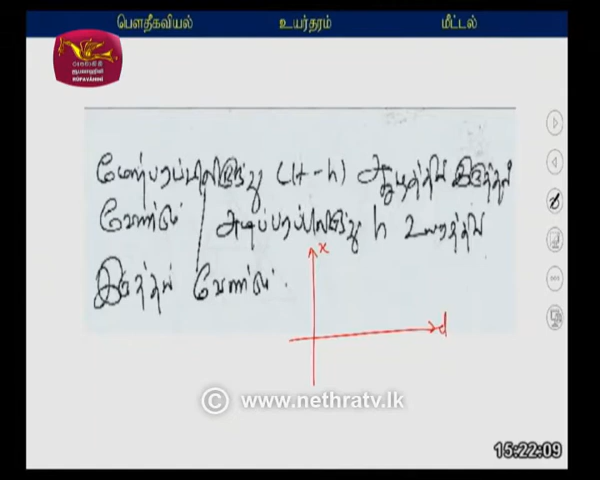 பௌதீகவியல் உயர்தரம் மீட்டல்
RUPAVAHINI
மேற்பரப்பிலிருந்து (H-h) ஆழத்தில் இருத்தல்
வேண்டும் / அடிப்பரப்பிலிருந்து h உயரத்தில்
இருத்தல் வேண்டும்.
x
d
© www.nethratv.lk
15:22:09